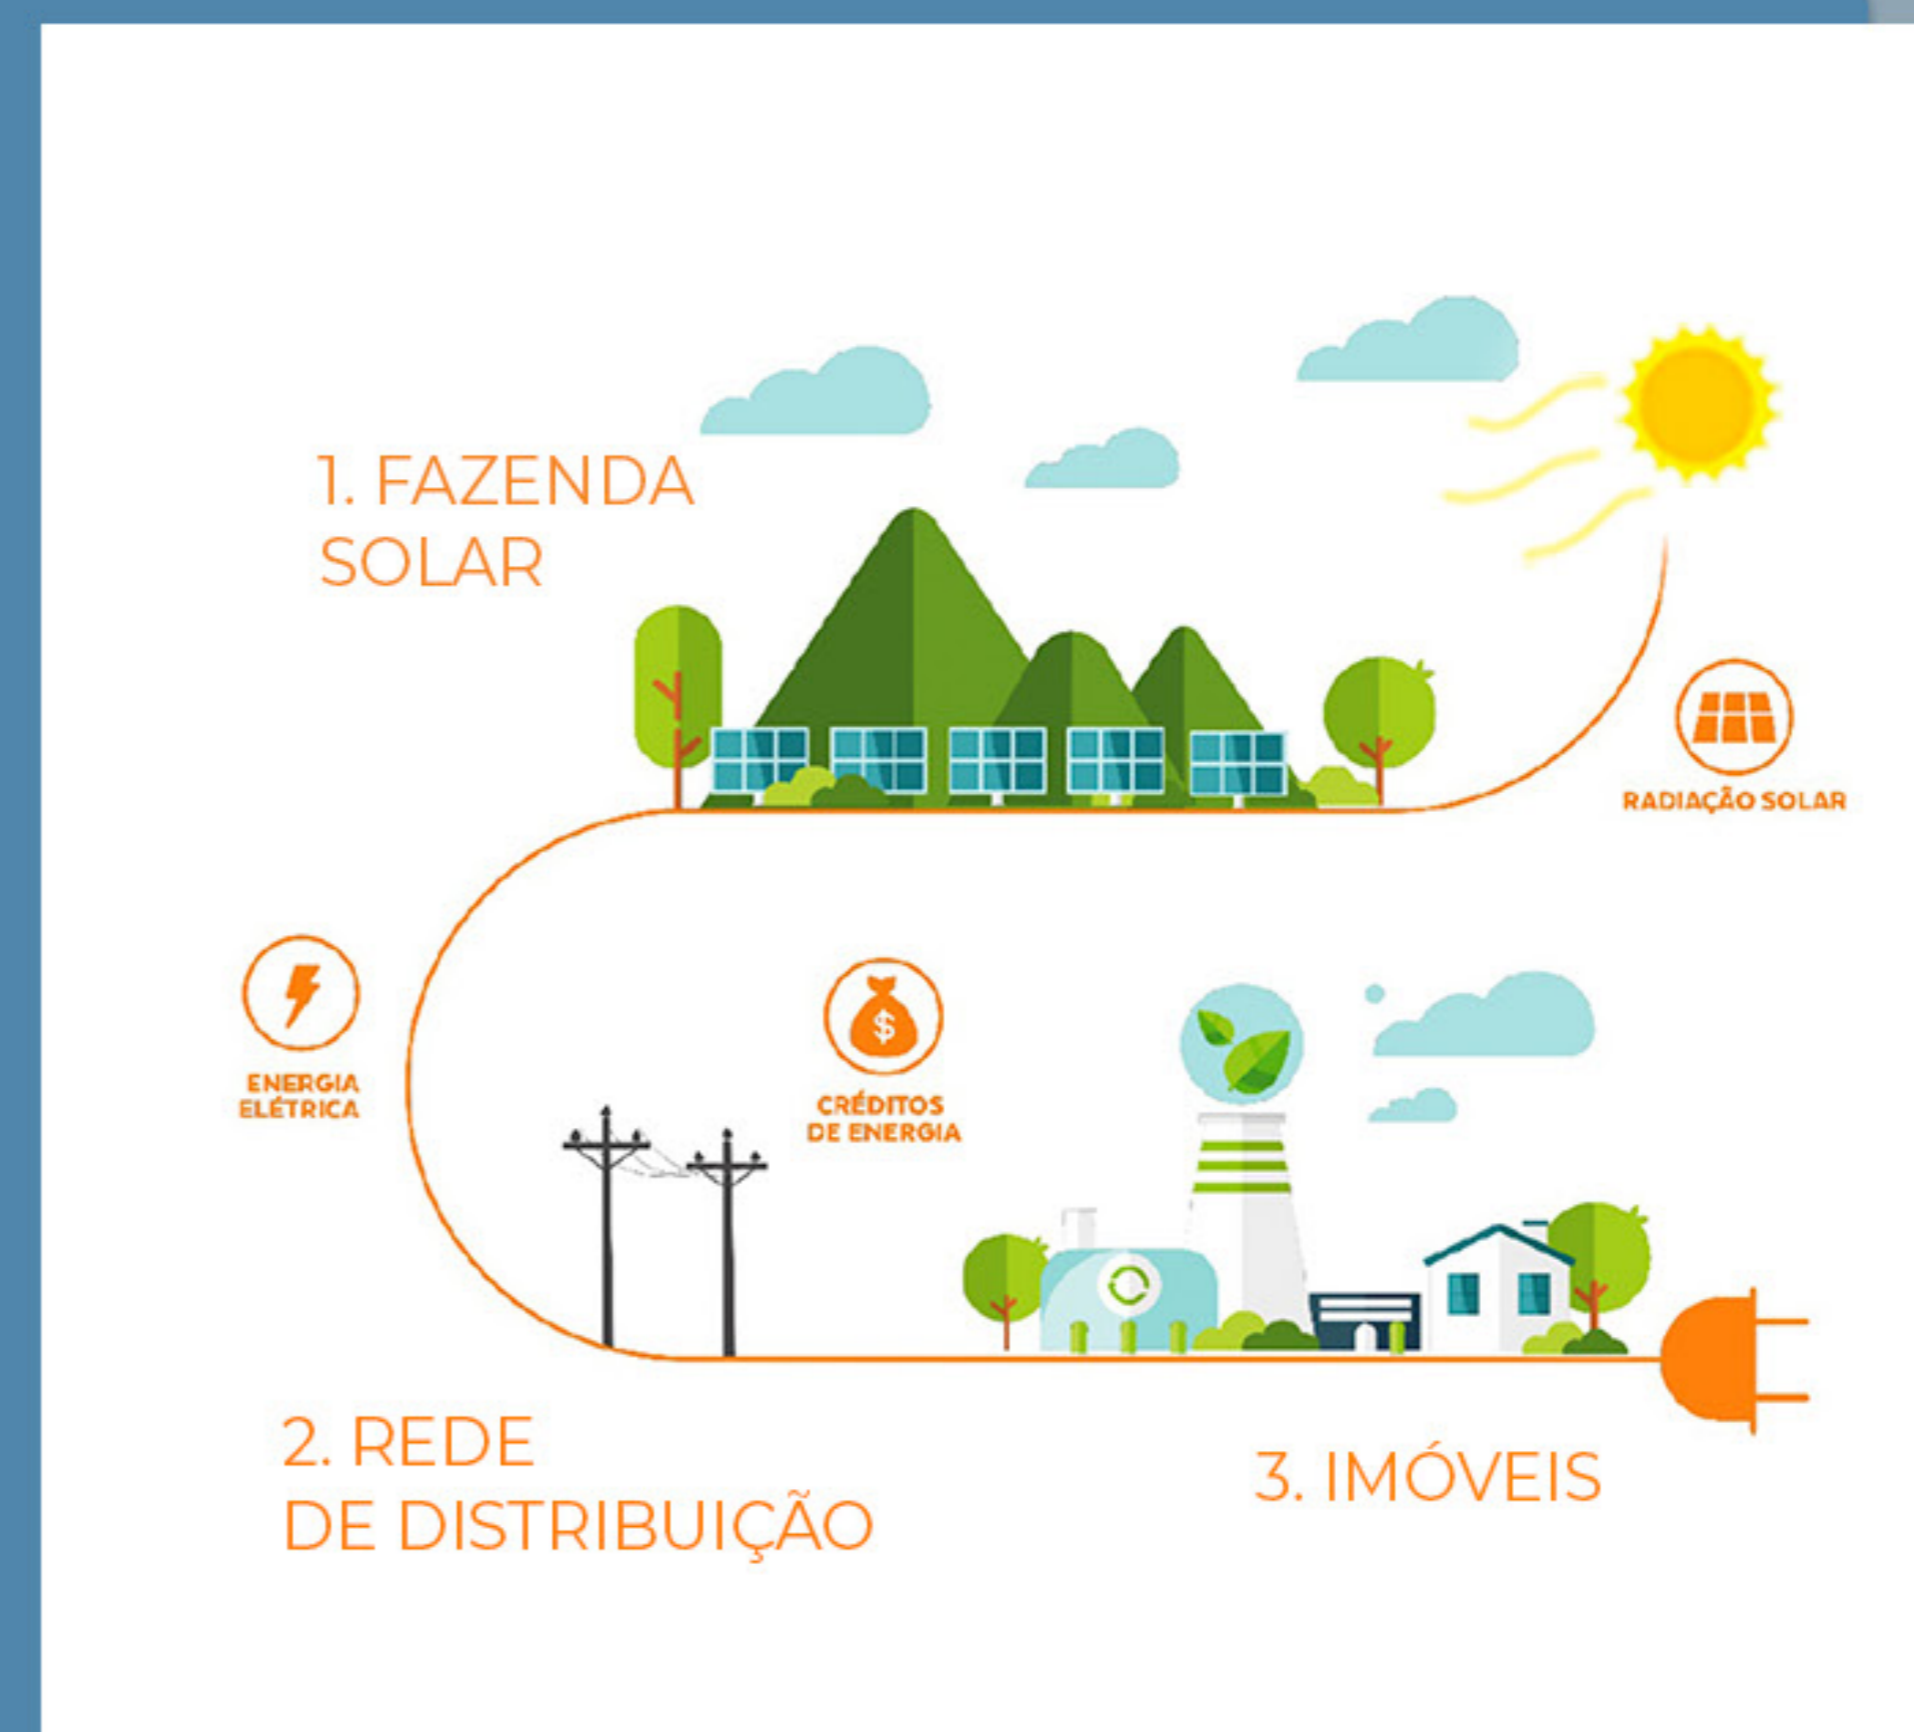 1. FAZENDA
SOLAR
RADIAÇÃO SOLAR
ENERGIA
ELÉTRICA
$
CRÉDITOS
DE ENERGIA
2. REDE
DE DISTRIBUIÇÃO
3. IMÓVEIS